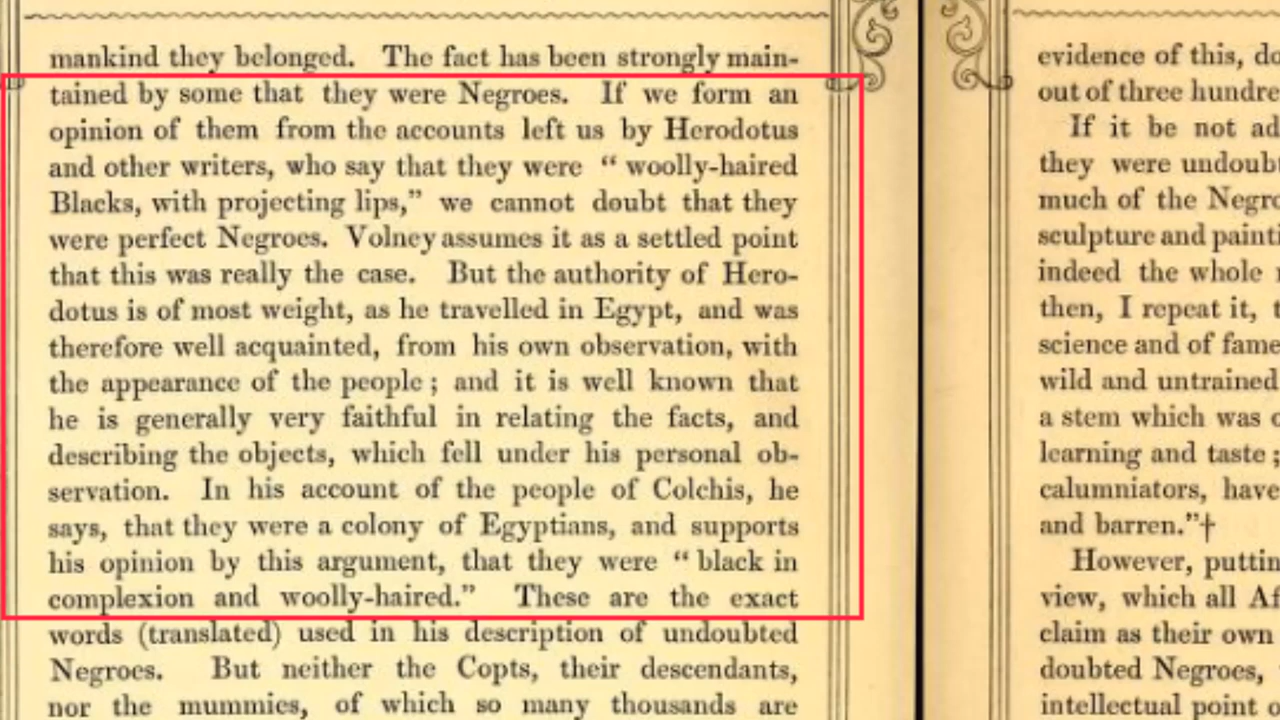 mankind they belonged. The fact has been strongly main-
tained by some that they were Negroes. If we form an
opinion of them from the accounts left us by Herodotus
and other writers, who say that they were “ woolly-haired
Blacks, with projecting lips,” we cannot doubt that they
were perfect Negroes. Volney assumes it as a settled point
that this was really the case. But the authority of Hero-
dotus is of most weight, as he travelled in Egypt, and was
therefore well acquainted, from his own observation, with
the appearance of the people ; and it is well known that
he is generally very faithful in relating the facts, and
describing the objects, which fell under his personal ob-
servation. In his account of the people of Colchis, he
says, that they were a colony of Egyptians, and supports
his opinion by this argument, that they were “ black in
complexion and woolly-haired.” These are the exact
words (translated) used in his description of undoubted
Negroes. But neither the Copts, their descendants,
nor the mummies, of which so many thousands are
evidence of this,
out of three
If it be not
they were
much of the
sculpture and
indeed the whole
then, I repeat it,
science and of fame
wild and untrained
a stem which was
learning and taste ;
calumniators, have
and barren.”†
However,
view, which all
claim as their own
doubted Negroes,
intellectual point